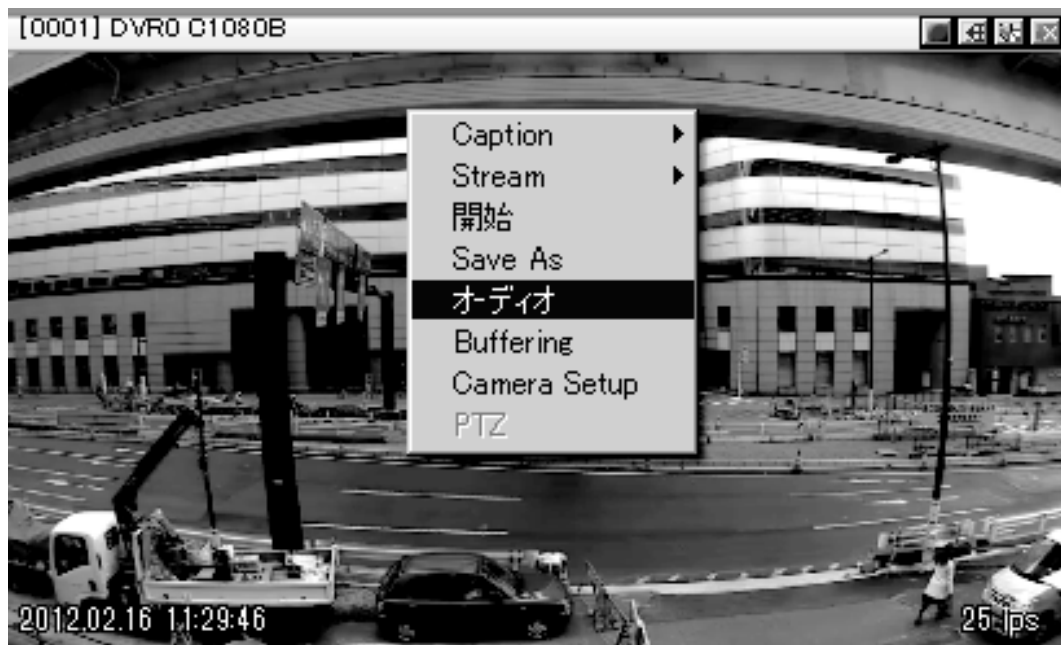 [0001] DVR0 C1080B
Caption
Stream
開始
Save As
オーディオ
Buffering
Camera Setup
PTZ
2012.02.16 11:29:46
25 ips